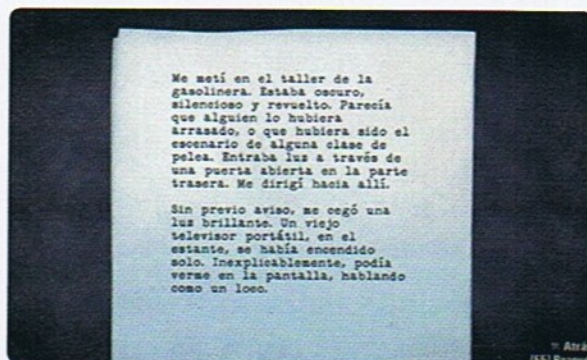 Me metí en el taller de la
gasolinera. Estaba oscuro,
silencioso y revuelto. Parecía
que alguien lo hubiera
arrasado, o que hubiera sido el
escenario de alguna clase de
pelea. Entraba luz a través de
una puerta abierta en la parte
trasera. Me dirigí hacia allí.
Sin previo aviso, me cegó una
luz brillante. Un viejo
televisor portátil, en el
estante, se había encendido
solo. Inexplicablemente, podía
verme en la pantalla, hablando
como un loco.